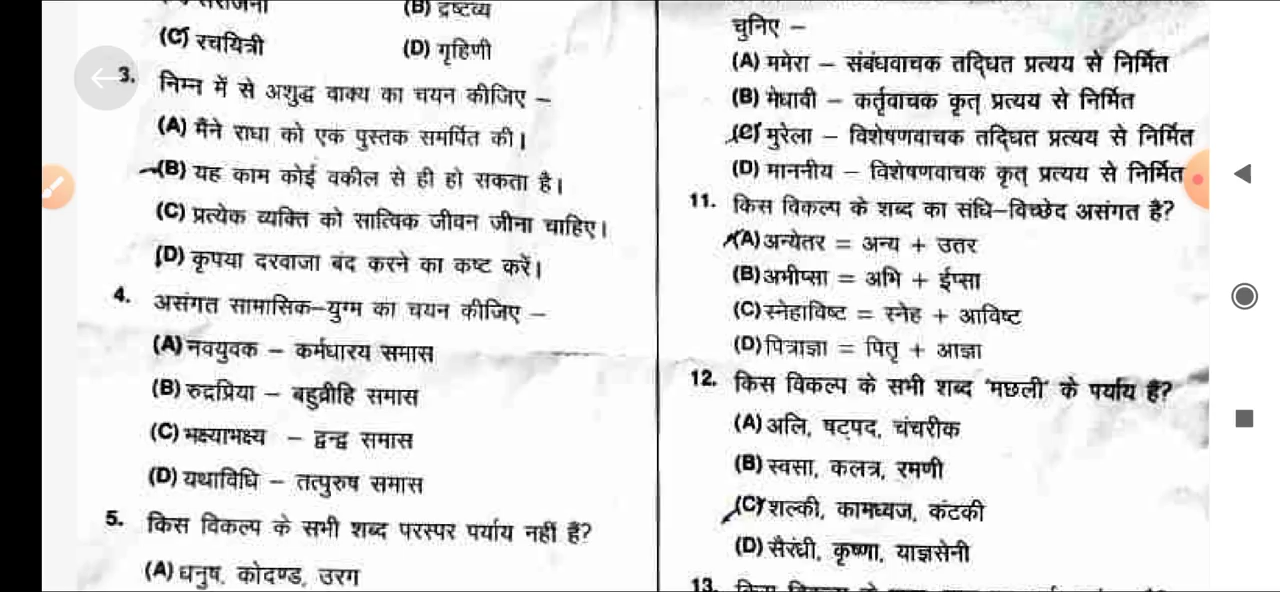 (B) द्रष्टव्य
(C) रचयित्री
(D) गृहिणी
3. निम्न में से अशुद्ध वाक्य का चयन कीजिए –
(A) मैंने राधा को एक पुस्तक समर्पित की।
(B) यह काम कोई वकील से ही हो सकता है।
(C) प्रत्येक व्यक्ति को सात्विक जीवन जीना चाहिए।
(D) कृपया दरवाजा बंद करने का कष्ट करें।
4. असंगत सामासिक–युग्म का चयन कीजिए –
(A) नवयुवक – कर्मधारय समास
(B) रुद्रप्रिया – बहुव्रीहि समास
(C) भक्ष्याभक्ष्य – द्वन्द्व समास
(D) यथाविधि – तत्पुरुष समास
5. किस विकल्प के सभी शब्द परस्पर पर्याय नहीं हैं?
(A) धनुष, कोदण्ड, उरग
चुनिए –
(A) ममेरा – संबंधवाचक तद्धित प्रत्यय से निर्मित
(B) मेधावी – कर्तृवाचक कृत् प्रत्यय से निर्मित
(C) मुरेला – विशेषणवाचक तद्धित प्रत्यय से निर्मित
(D) माननीय – विशेषणवाचक कृत् प्रत्यय से निर्मित
11. किस विकल्प के शब्द का संधि–विच्छेद असंगत है?
(A) अन्येतर = अन्य + उतर
(B) अभीप्सा = अभि + ईप्सा
(C) स्नेहाविष्ट = स्नेह + आविष्ट
(D) पित्राज्ञा = पितृ + आज्ञा
12. किस विकल्प के सभी शब्द 'मछली' के पर्याय हैं?
(A) अलि, षट्पद, चंचरीक
(B) स्वसा, कलत्र, रमणी
(C) शल्की, कामध्वज, कंटकी
(D) सैरंध्री, कृष्णा, याज्ञसेनी
13.